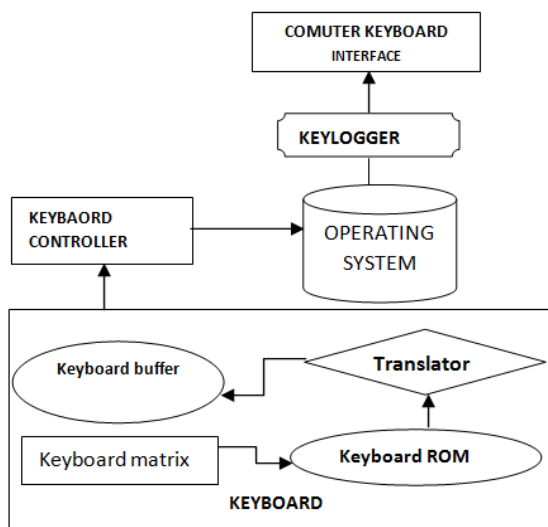 COMUTER KEYBOARD
INTERFACE
KEYLOGGER
KEYBAORD
CONTROLLER
OPERATING
SYSTEM
Keyboard buffer
Translator
Keyboard matrix
Keyboard ROM
KEYBOARD